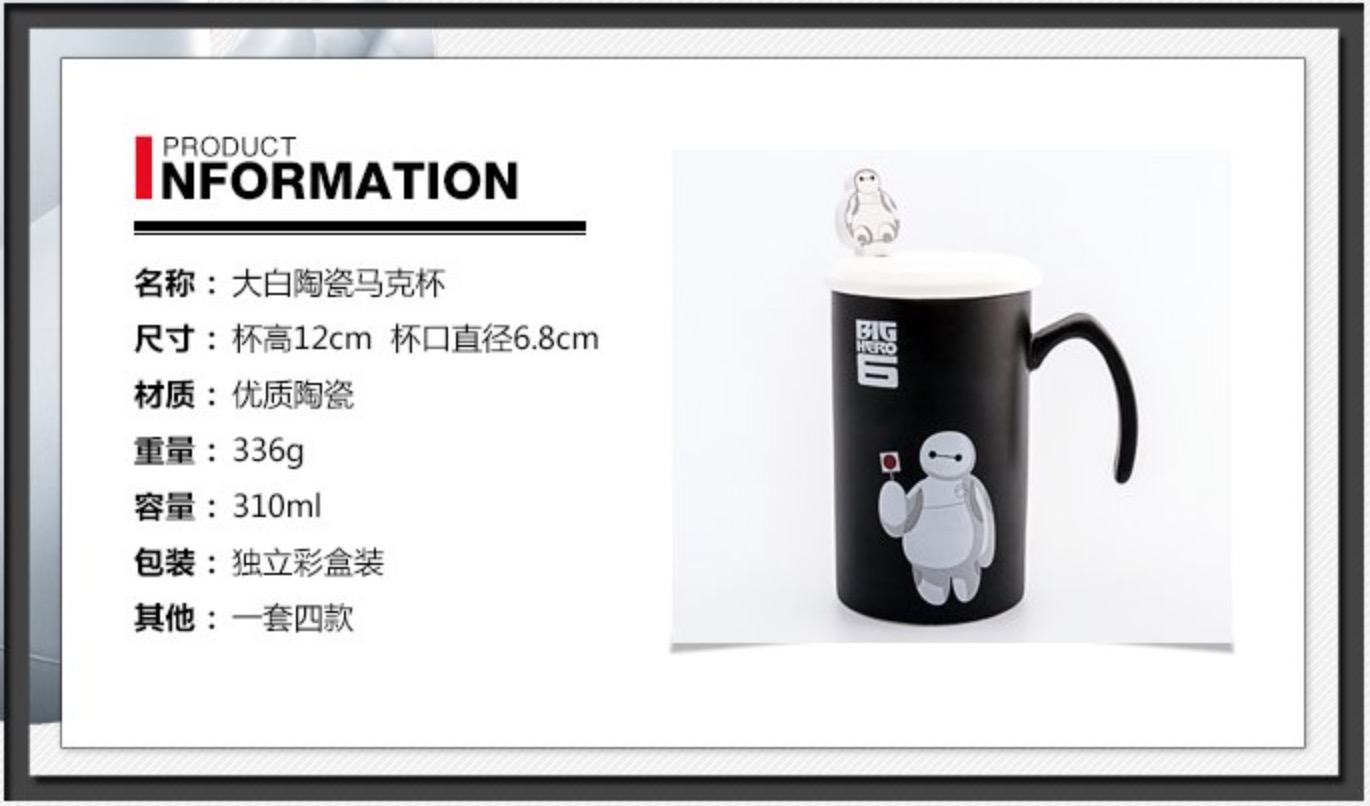 PRODUCT
INFORMATION
名称：大白陶瓷马克杯
尺寸：杯高12cm 杯口直径6.8cm
材质：优质陶瓷
重量：336g
容量：310ml
包装：独立彩盒装
其他：一套四款
BIG
HERO
6